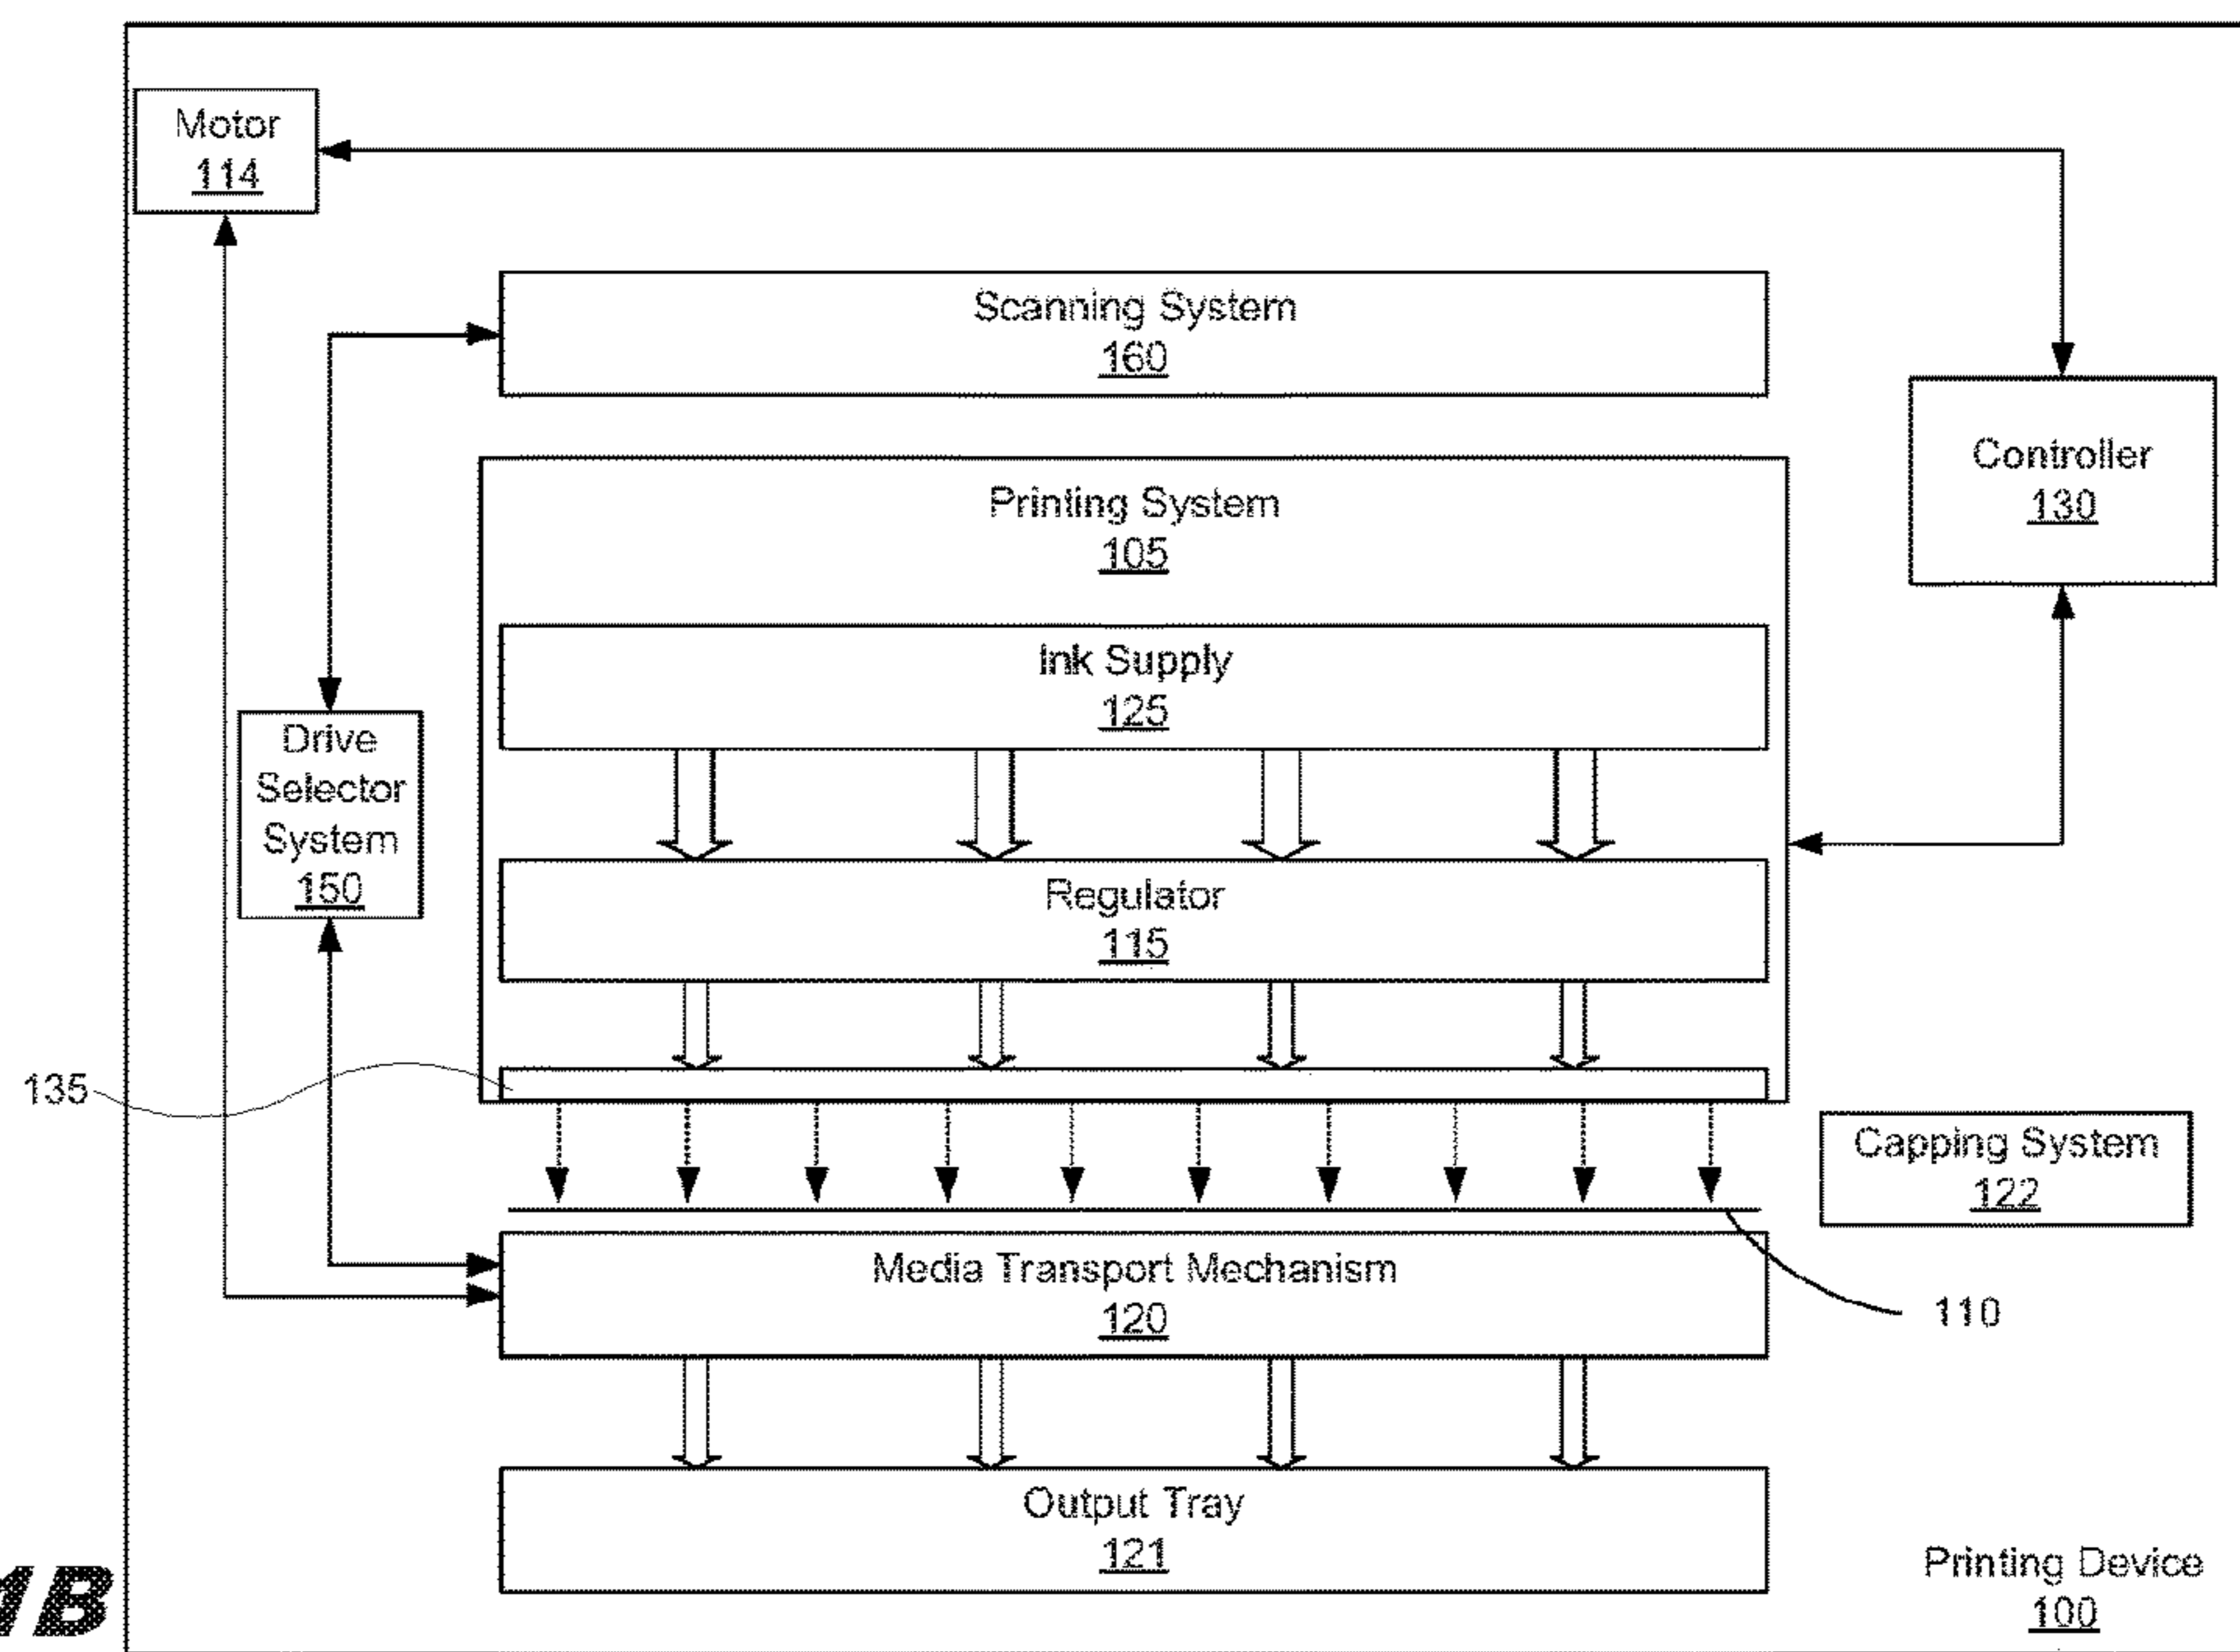 Motor
114
Scanning System
160
Controller
130
Printing System
105
Ink Supply
125
Drive
Selector
System
150
Regulator
115
135
Capping System
122
Media Transport Mechanism
120
110
Output Tray
121
1B
Printing Device
100